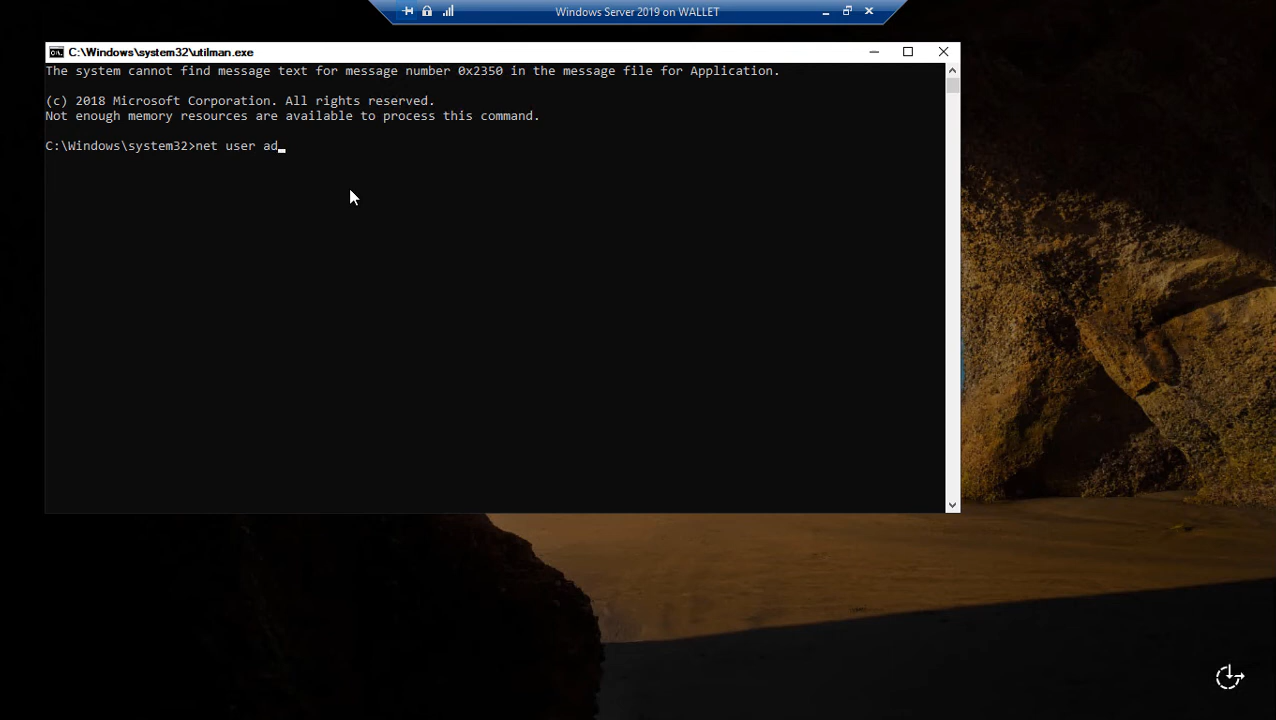 Windows Server 2019 on WALLET
C:\Windows\system32\utilman.exe
The system cannot find message text for message number 0x2350 in the message file for Application.
(c) 2018 Microsoft Corporation. All rights reserved.
Not enough memory resources are available to process this command.
C:\Windows\system32>net user ad_